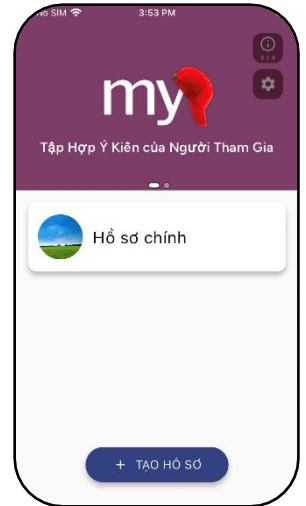 No SIM 3:53 PM
my
Tập Hợp Ý Kiến của Người Tham Gia
Hồ sơ chính
+ TẠO HỒ SƠ